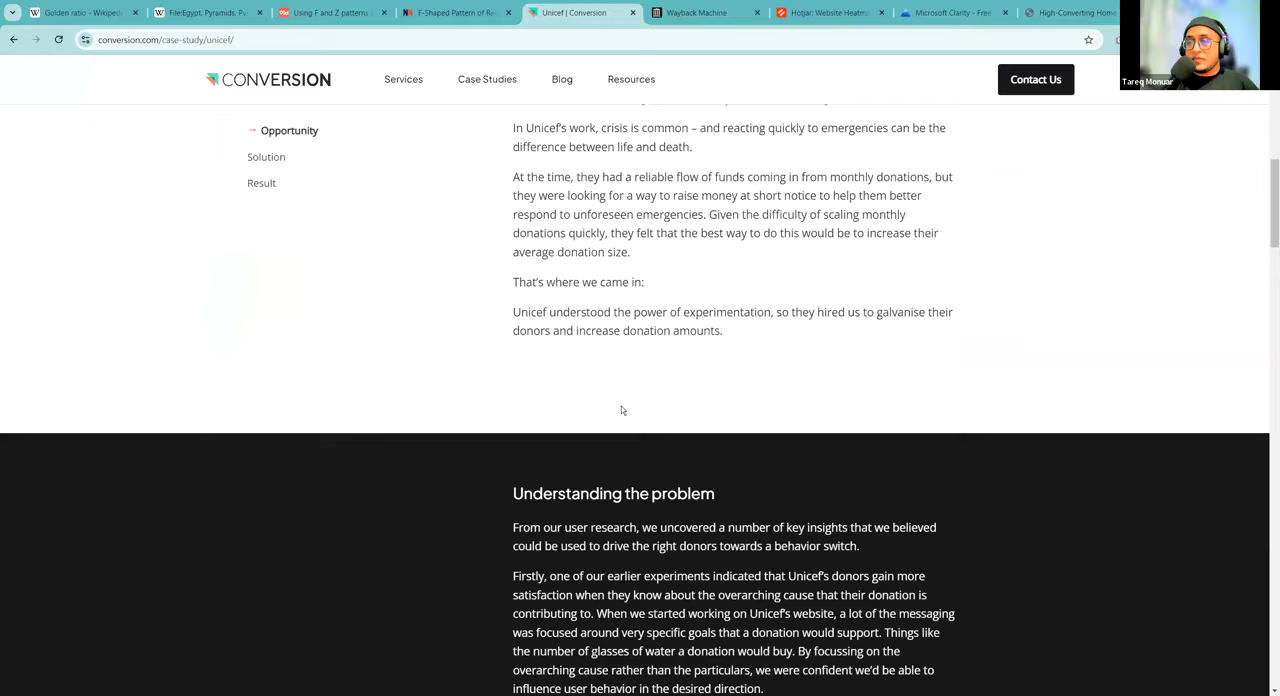 Golden ratio - Wikiped
File:Egypt, Pyramids, Py
Using F and Z patterns
F-Shaped Pattern of Re
Unicef | Conversion
Wayback Machine
Hotjar: Website Heatm
Microsoft Clarity - Free
High-Converting Home
conversion.com/case-study/unicef/
Tareq Monuar
CONVERSION
Services
Case Studies
Blog
Resources
Contact Us
→ Opportunity
Solution
Result
In Unicef's work, crisis is common – and reacting quickly to emergencies can be the
difference between life and death.
At the time, they had a reliable flow of funds coming in from monthly donations, but
they were looking for a way to raise money at short notice to help them better
respond to unforeseen emergencies. Given the difficulty of scaling monthly
donations quickly, they felt that the best way to do this would be to increase their
average donation size.
That's where we came in:
Unicef understood the power of experimentation, so they hired us to galvanise their
donors and increase donation amounts.
Understanding the problem
From our user research, we uncovered a number of key insights that we believed
could be used to drive the right donors towards a behavior switch.
Firstly, one of our earlier experiments indicated that Unicef's donors gain more
satisfaction when they know about the overarching cause that their donation is
contributing to. When we started working on Unicef's website, a lot of the messaging
was focused around very specific goals that a donation would support. Things like
the number of glasses of water a donation would buy. By focussing on the
overarching cause rather than the particulars, we were confident we'd be able to
influence user behavior in the desired direction.